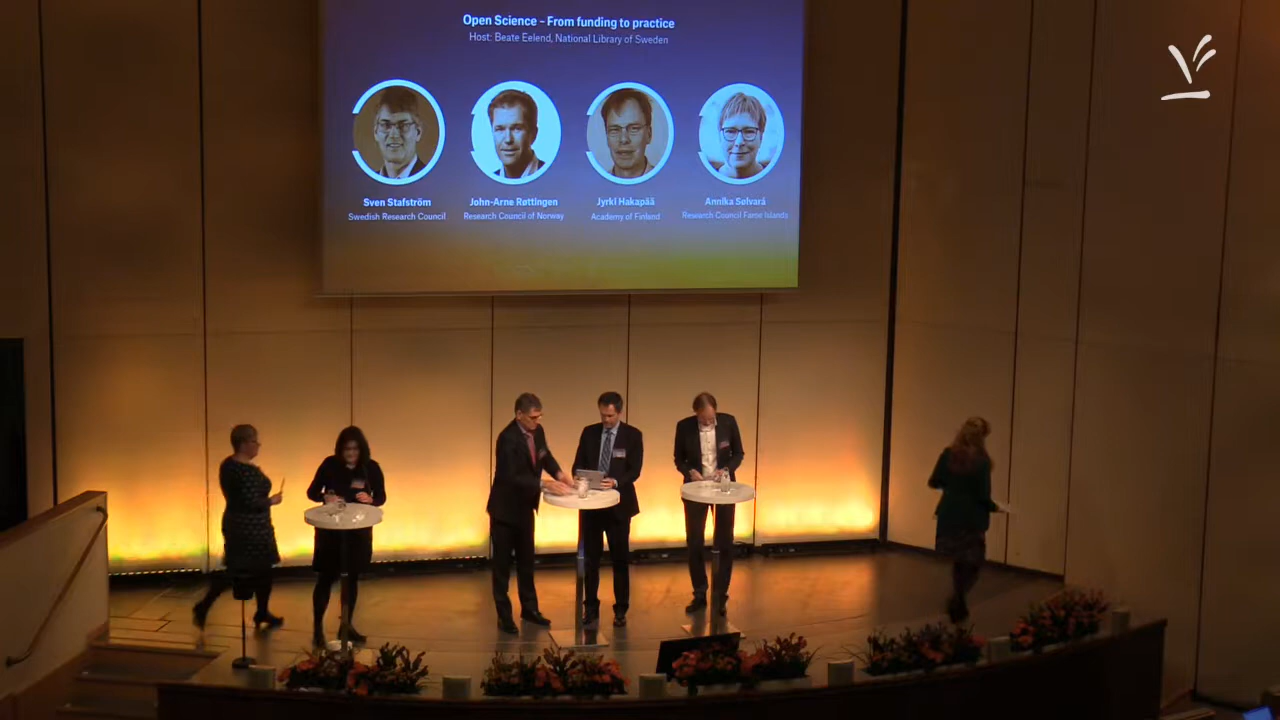 Open Science – From funding to practice
Host: Beate Eelend, National Library of Sweden
Sven Stafström
Swedish Research Council
John-Arne Røttingen
Research Council of Norway
Jyrki Hakapää
Academy of Finland
Annika Sølvará
Research Council Faroe Islands